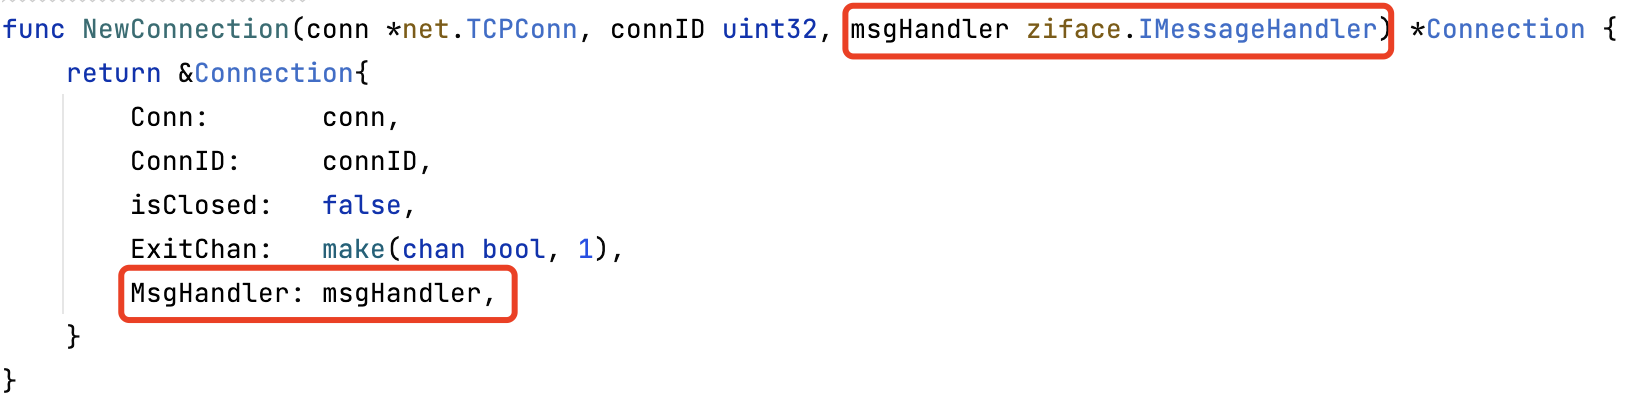 func NewConnection(conn *net.TCPConn, connID uint32, msgHandler ziface.IMessageHandler) *Connection {
    return &Connection{
        Conn:       conn,
        ConnID:     connID,
        isClosed:   false,
        ExitChan:   make(chan bool, 1),
        MsgHandler: msgHandler,
    }
}